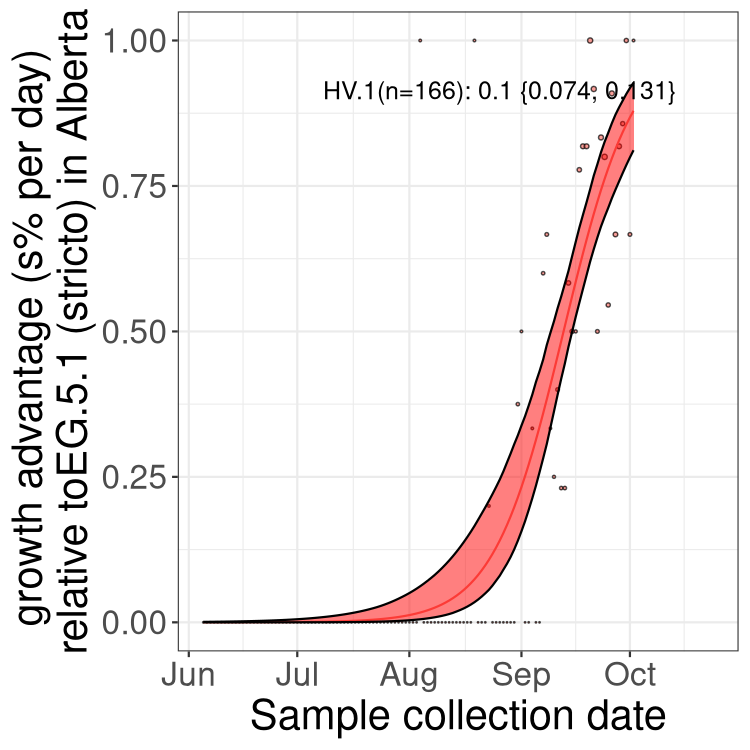 growth advantage (s% per day)
relative toEG.5.1 (stricto) in Alberta
1.00
HV.1(n=166): 0.1 {0.074, 0.131}
0.75
0.50
0.25
0.00
Jun Jul Aug Sep Oct
Sample collection date